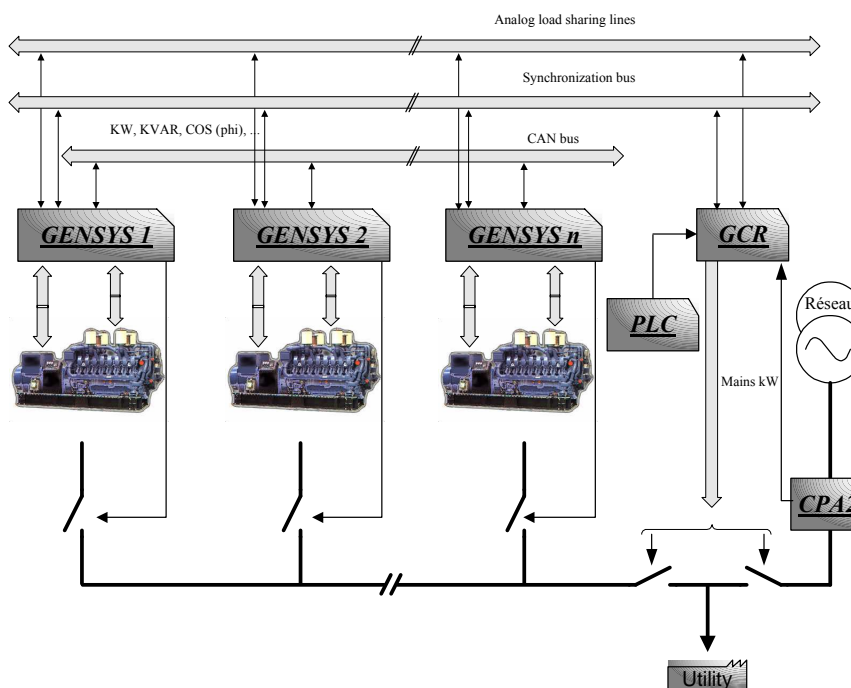 Analog load sharing lines
Synchronization bus
KW, KVAR, COS (phi), ...
CAN bus
GENSYS 1
GENSYS 2
GENSYS n
GCR
PLC
Réseau
Mains kW
CPA2
Utility